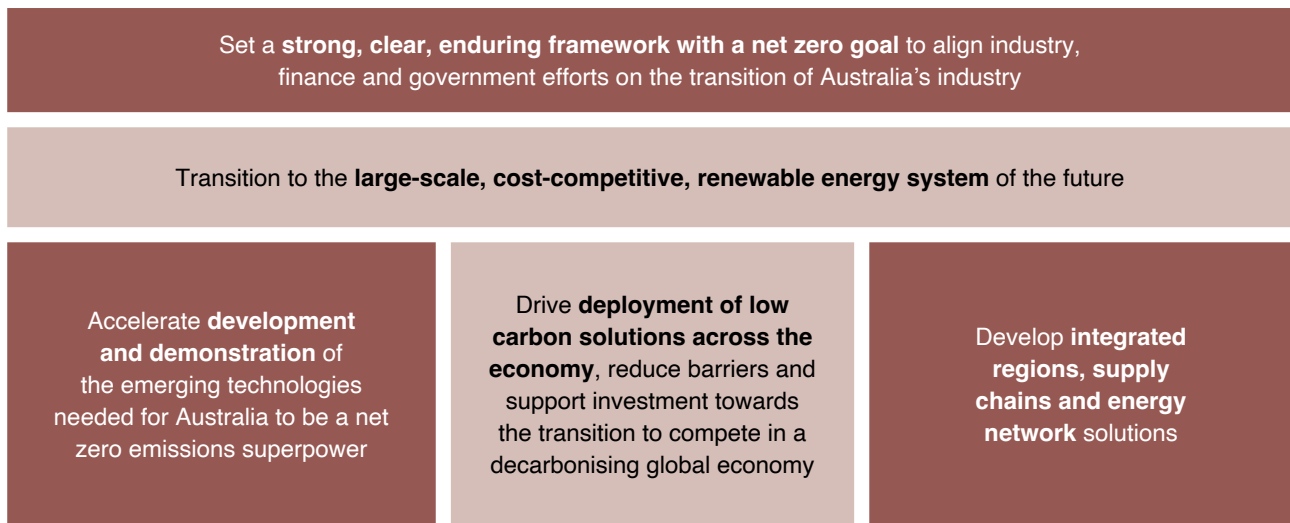 Set a strong, clear, enduring framework with a net zero goal to align industry,
finance and government efforts on the transition of Australia’s industry
Transition to the large-scale, cost-competitive, renewable energy system of the future
Accelerate development
and demonstration of
the emerging technologies
needed for Australia to be a net
zero emissions superpower
Drive deployment of low
carbon solutions across the
economy, reduce barriers and
support investment towards
the transition to compete in a
decarbonising global economy
Develop integrated
regions, supply
chains and energy
network solutions